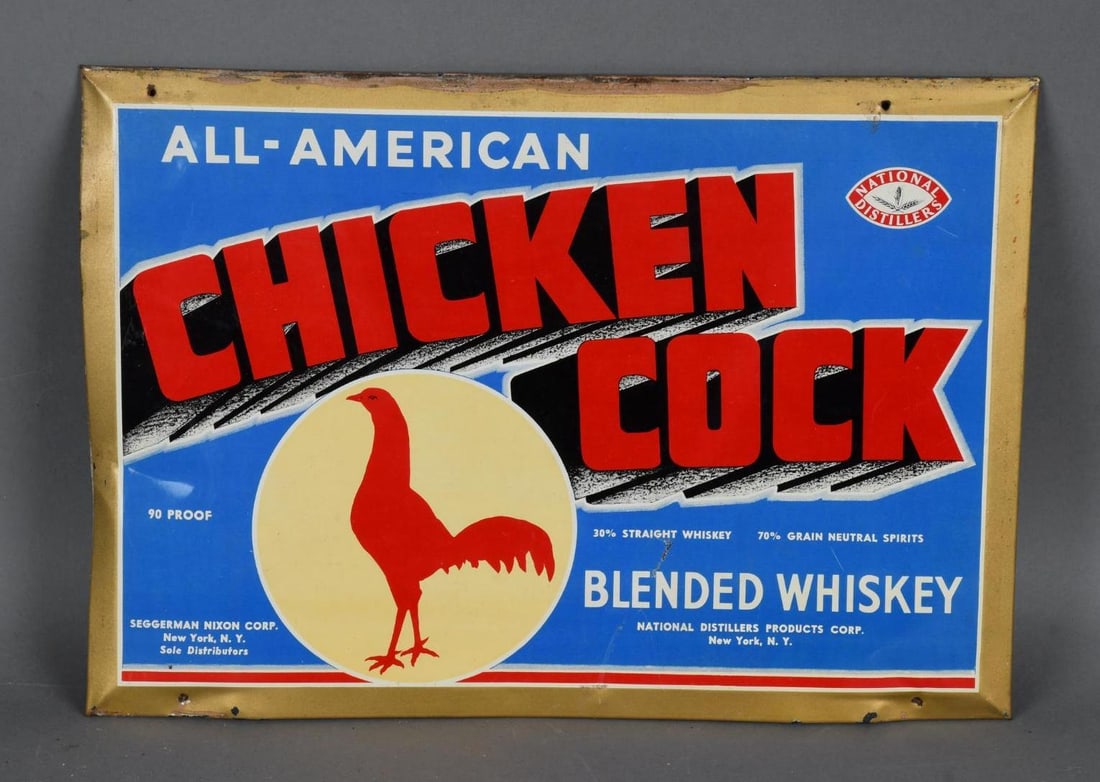 ALL-AMERICAN
CHICKEN
COCK
NATIONAL
DISTILLERS
90 PROOF
30% STRAIGHT WHISKEY 70% GRAIN NEUTRAL SPIRITS
BLENDED WHISKEY
NATIONAL DISTILLERS PRODUCTS CORP.
New York, N. Y.
SEGGERMAN NIXON CORP.
New York, N. Y.
Sole Distributors